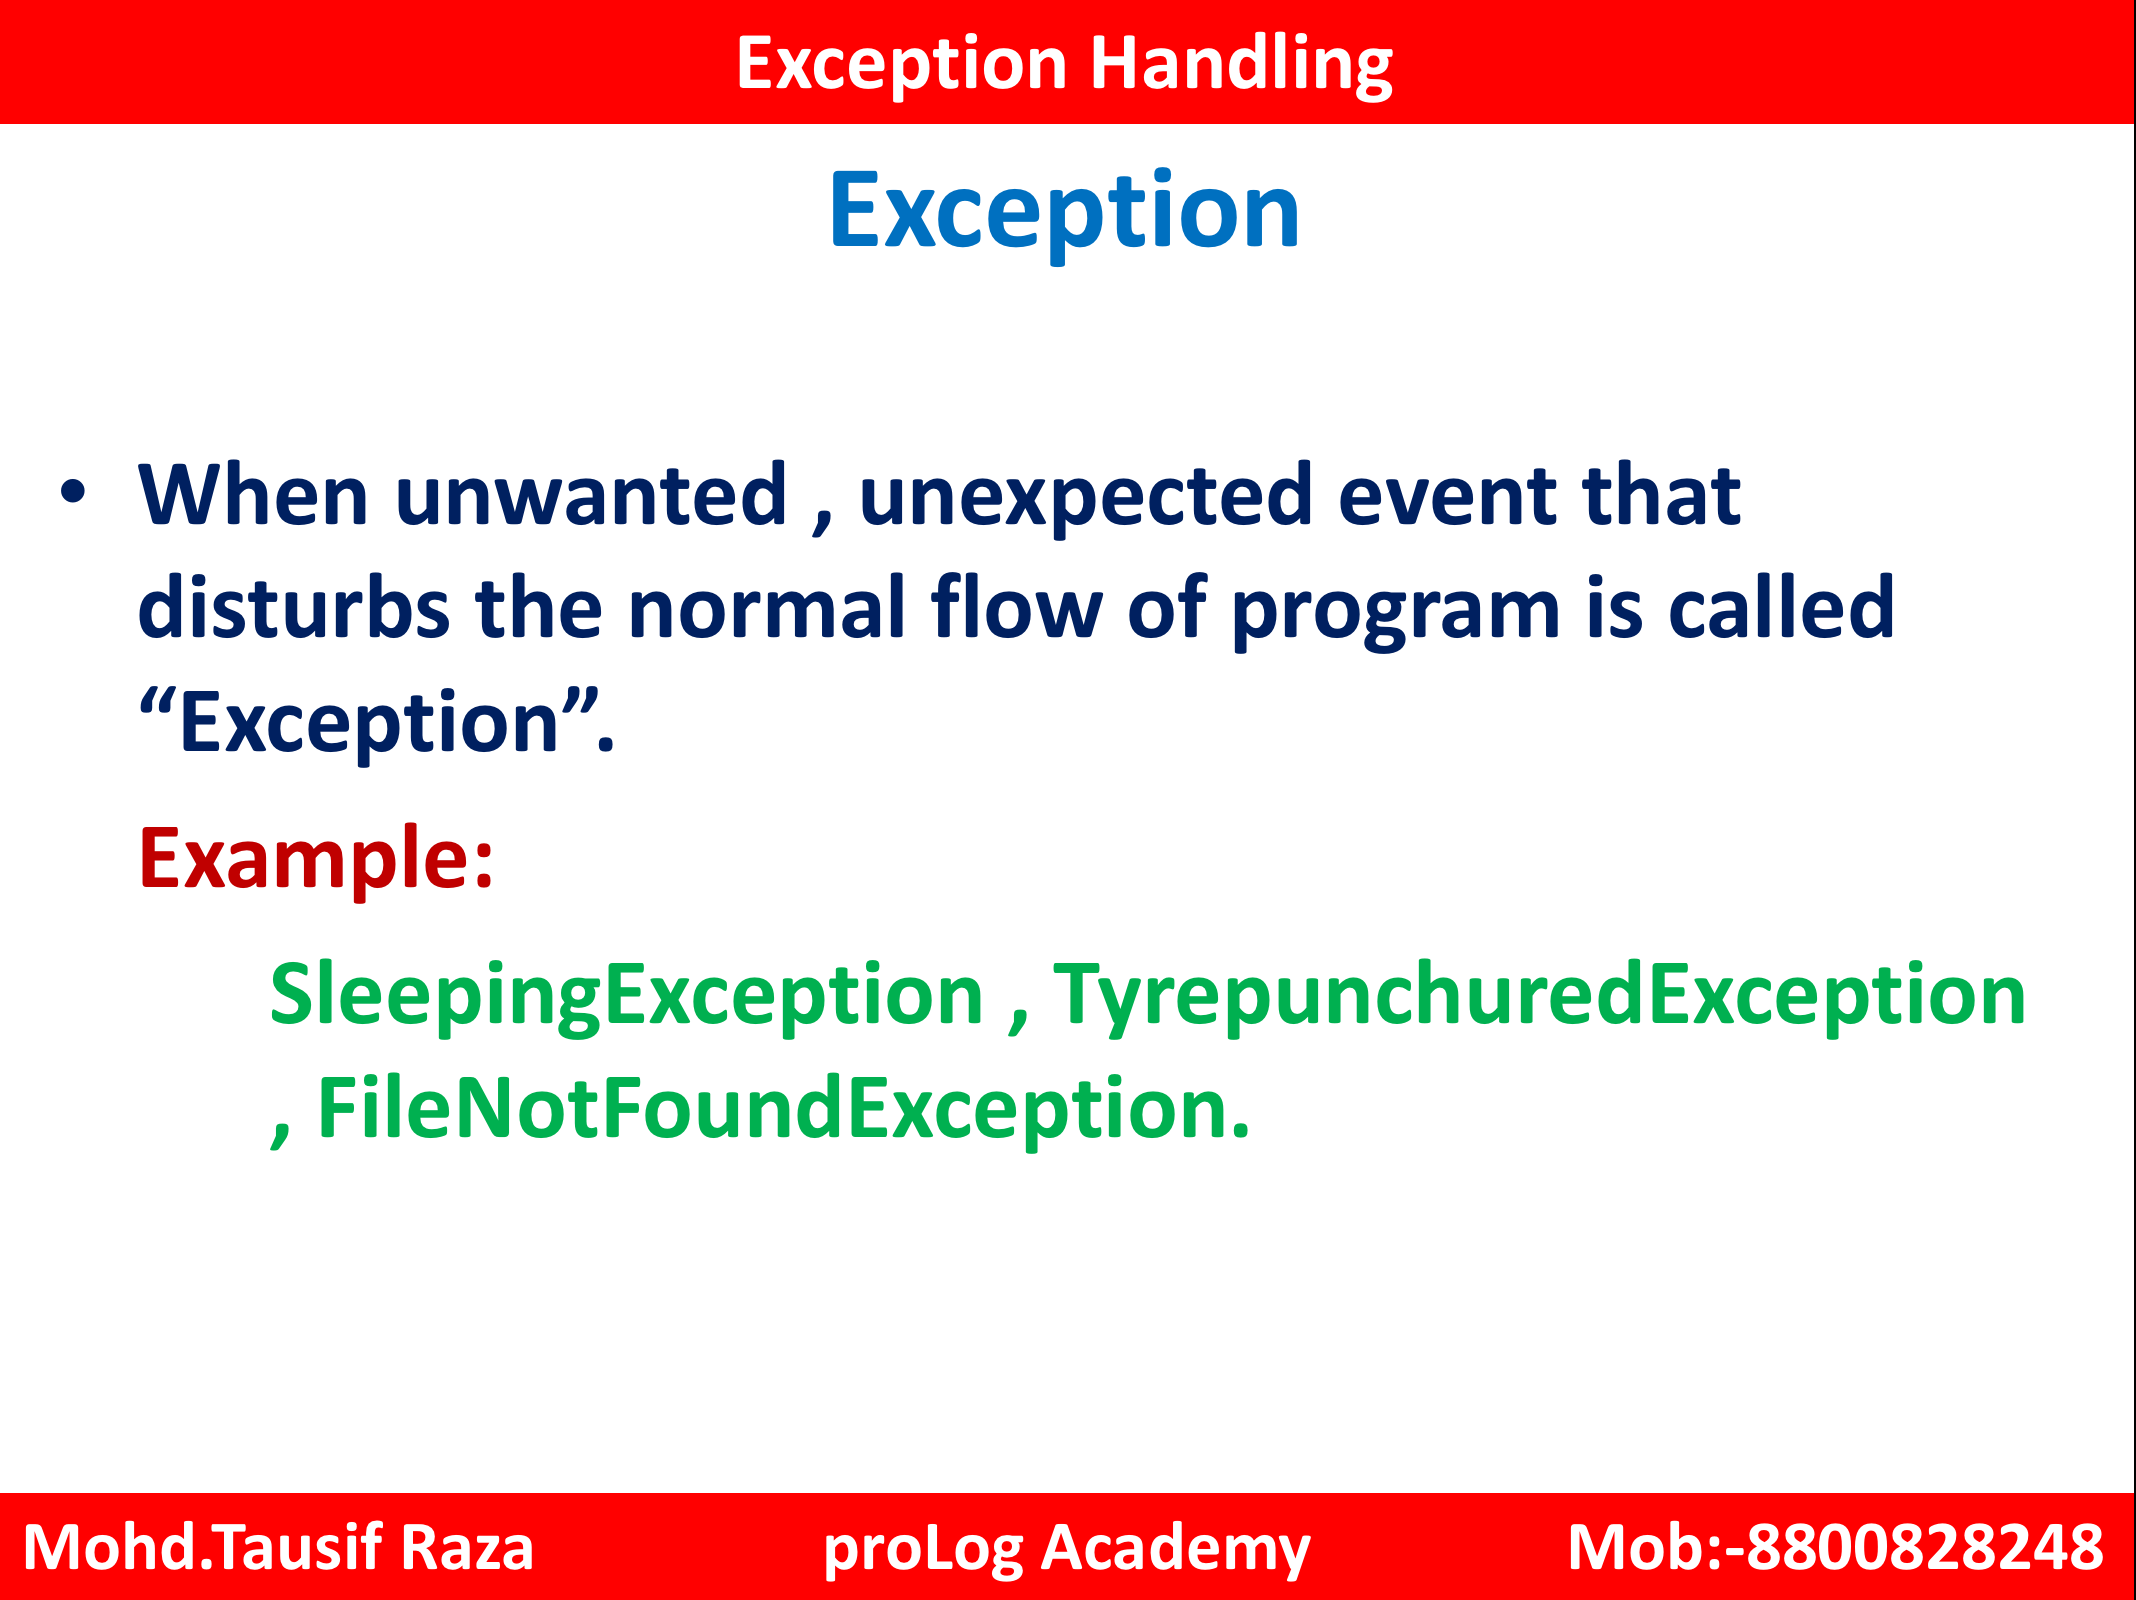 Exception Handling
Exception
• When unwanted , unexpected event that
disturbs the normal flow of program is called
“Exception”.
Example:
SleepingException , TyrepunchuredException
, FileNotFoundException.
Mohd.Tausif Raza proLog Academy Mob:-8800828248